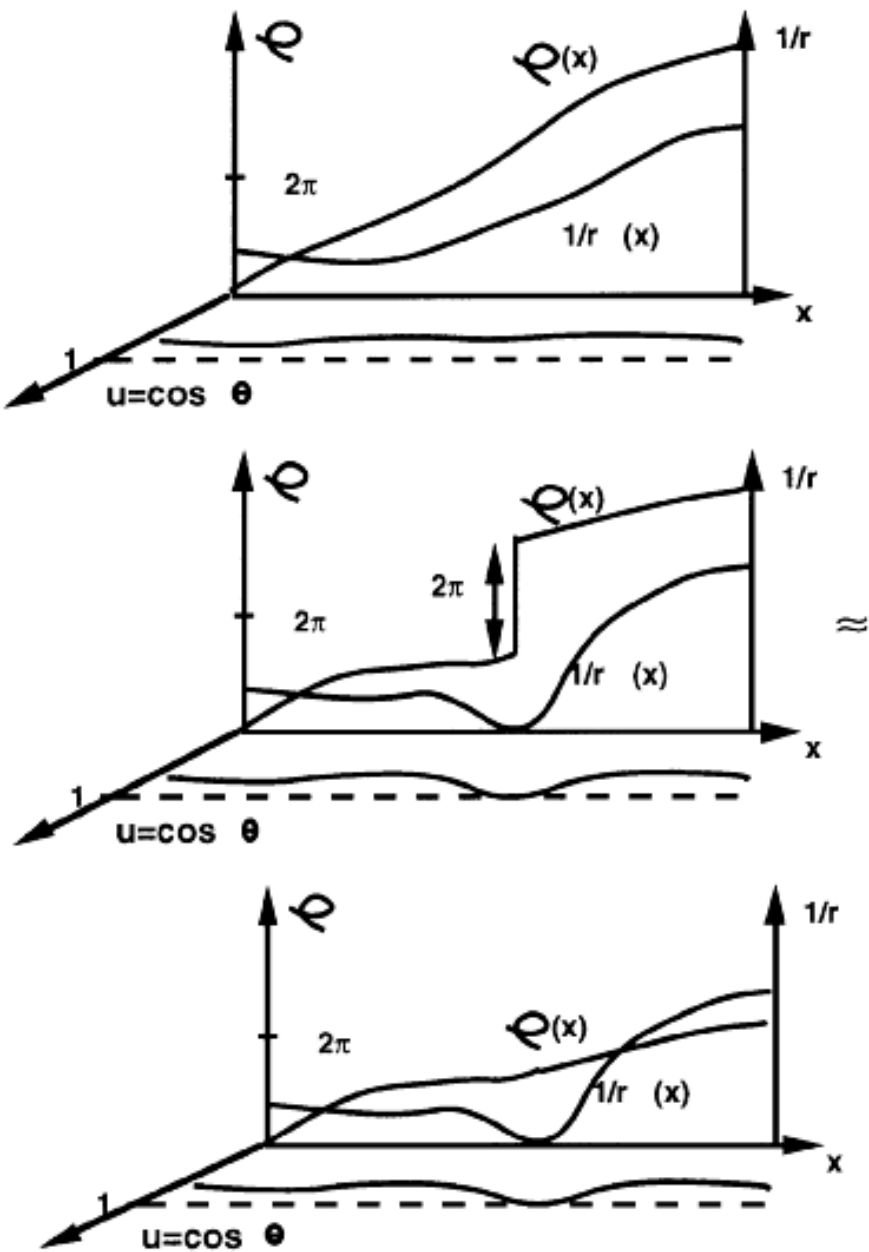 φ
φ(x)
1/r
2π
1/r (x)
x
1
u=cos θ
φ
φ(x)
1/r
2π
2π
≈
1/r (x)
x
1
u=cos θ
φ
1/r
φ(x)
2π
1/r (x)
x
1
u=cos θ